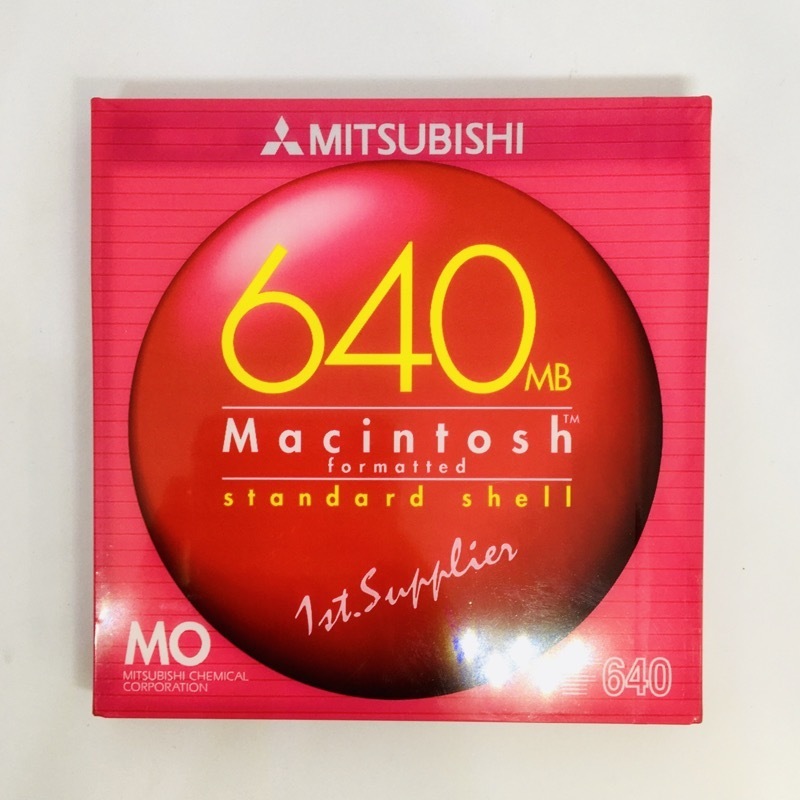 MITSUBISHI
640MB
Macintosh™
formatted
standard shell
1st.Supplier
MO
MITSUBISHI CHEMICAL
CORPORATION
640